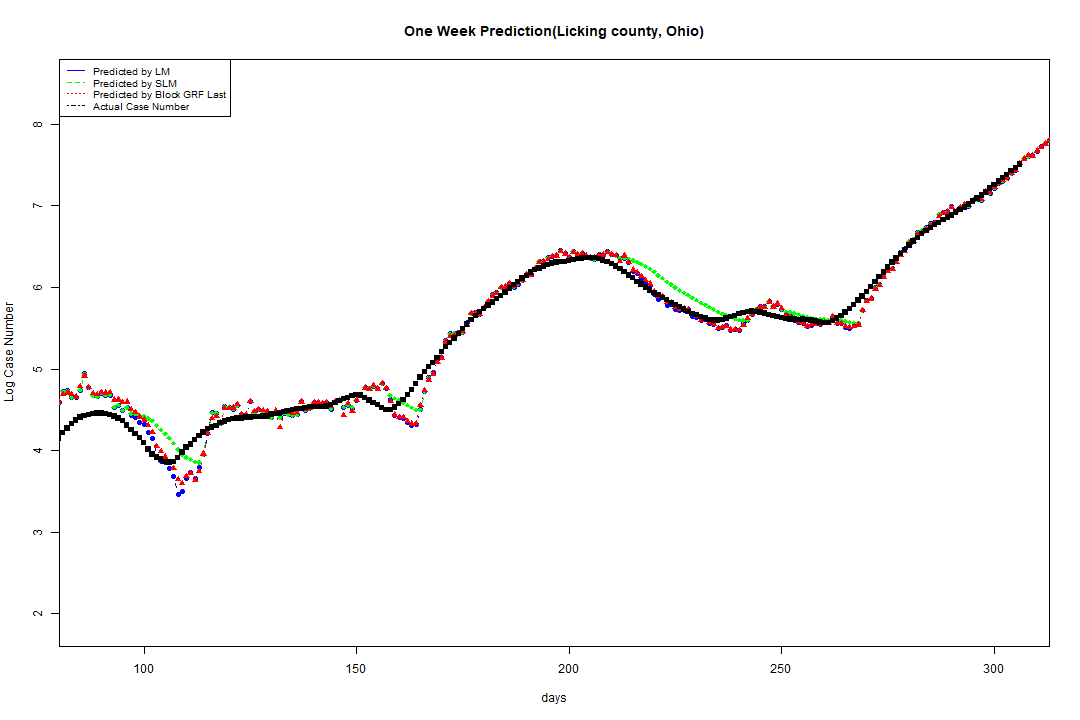 One Week Prediction(Licking county, Ohio)
Predicted by LM
Predicted by SLM
Predicted by Block GRF Last
Actual Case Number
8
7
6
5
4
3
2
Log Case Number
100 150 200 250 300
days